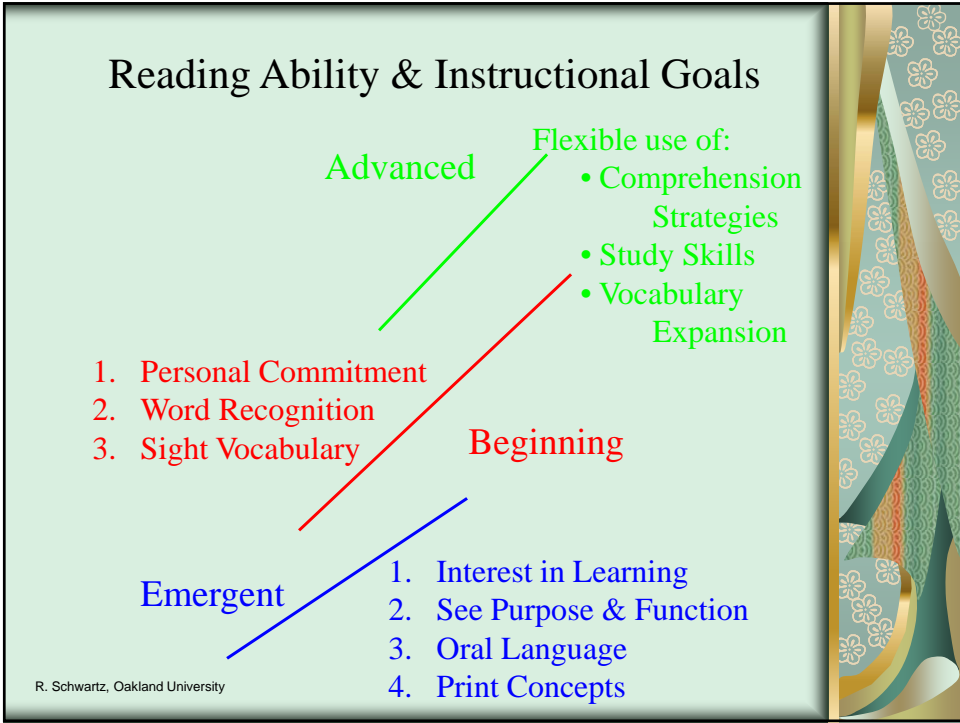 Reading Ability & Instructional Goals
Advanced
Flexible use of:
• Comprehension
Strategies
• Study Skills
• Vocabulary
Expansion
1. Personal Commitment
2. Word Recognition
3. Sight Vocabulary
Beginning
Emergent
1. Interest in Learning
2. See Purpose & Function
3. Oral Language
4. Print Concepts
R. Schwartz, Oakland University